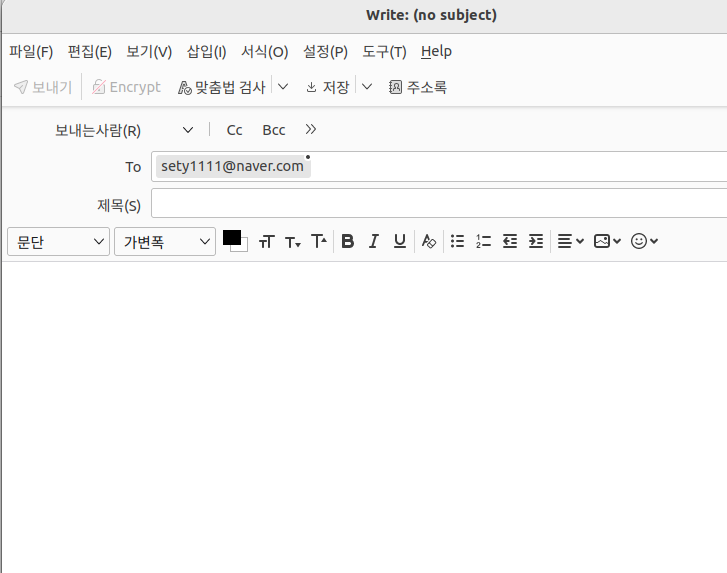 Write: (no subject)
파일(F) 편집(E) 보기(V) 삽입(I) 서식(O) 설정(P) 도구(T) Help
보내기 Encrypt 맞춤법 검사 저장 주소록
보내는사람(R) Cc Bcc
To sety1111@naver.com
제목(S)
문단 가변폭